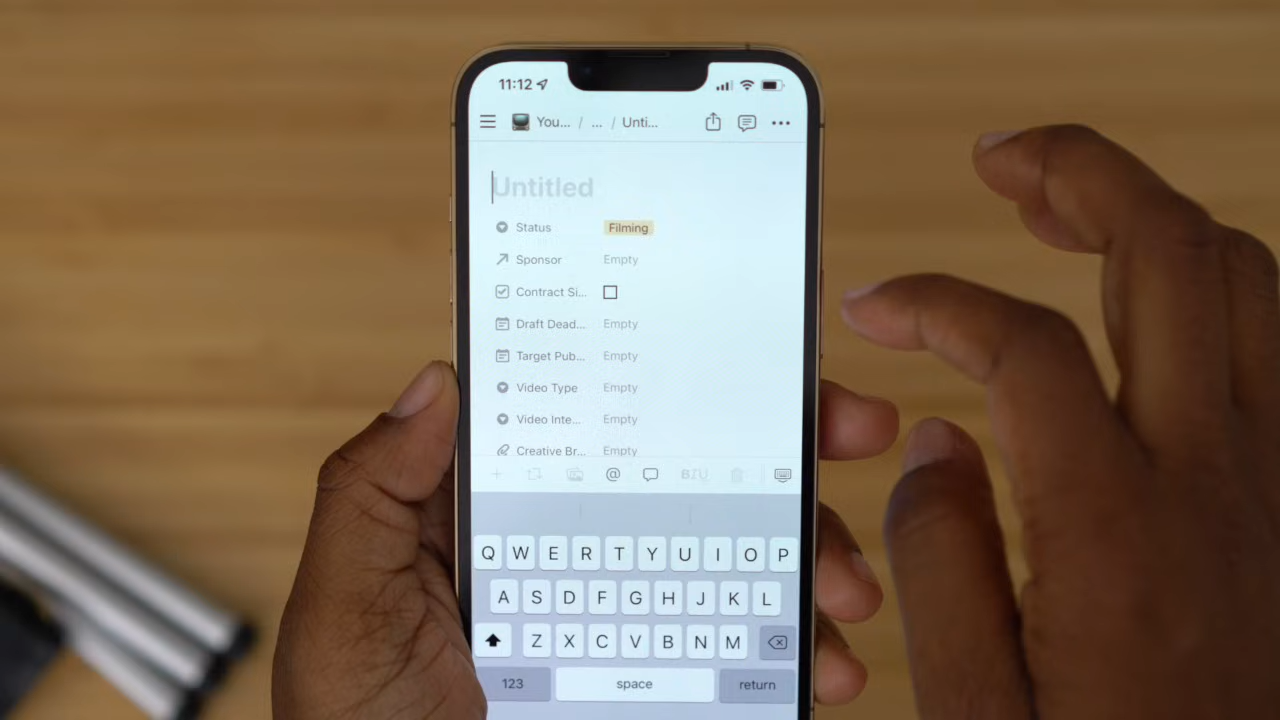 11:12
You... / ... / Unti...
Untitled
Status Filming
Sponsor Empty
Contract Si...
Draft Dead... Empty
Target Pub... Empty
Video Type Empty
Video Inte... Empty
Creative Br... Empty
@ BIU
Q W E R T Y U I O P
A S D F G H J K L
Z X C V B N M
123 space return